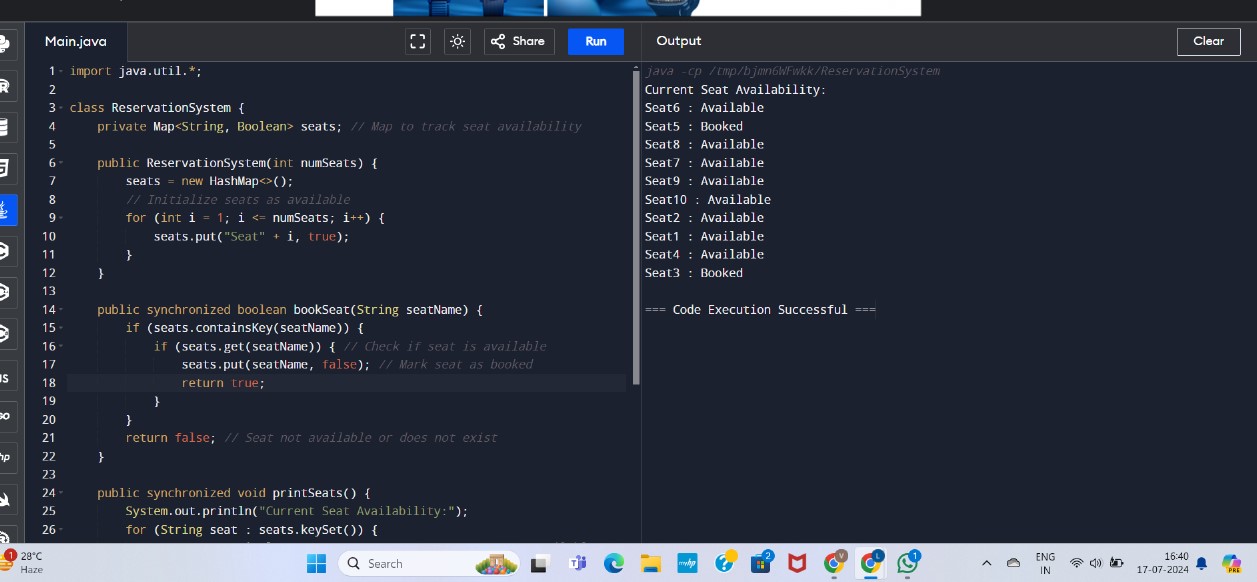 Main.java
Share
Run
Output
Clear
1 import java.util.*;
2
3 class ReservationSystem {
4 private Map<String, Boolean> seats; // Map to track seat availability
5
6 public ReservationSystem(int numSeats) {
7 seats = new HashMap<>();
8 // Initialize seats as available
9 for (int i = 1; i <= numSeats; i++) {
10 seats.put("Seat" + i, true);
11 }
12 }
13
14 public synchronized boolean bookSeat(String seatName) {
15 if (seats.containsKey(seatName)) {
16 if (seats.get(seatName)) { // Check if seat is available
17 seats.put(seatName, false); // Mark seat as booked
18 return true;
19 }
20 }
21 return false; // Seat not available or does not exist
22 }
23
24 public synchronized void printSeats() {
25 System.out.println("Current Seat Availability:");
26 for (String seat : seats.keySet()) {
java -cp /tmp/bjmn6WFwkk/ReservationSystem
Current Seat Availability:
Seat6 : Available
Seat5 : Booked
Seat8 : Available
Seat7 : Available
Seat9 : Available
Seat10 : Available
Seat2 : Available
Seat1 : Available
Seat4 : Available
Seat3 : Booked
=== Code Execution Successful ===
1
28°C
Haze
Search
myhp
2
V
L
1
ENG
IN
16:40
17-07-2024
PRE